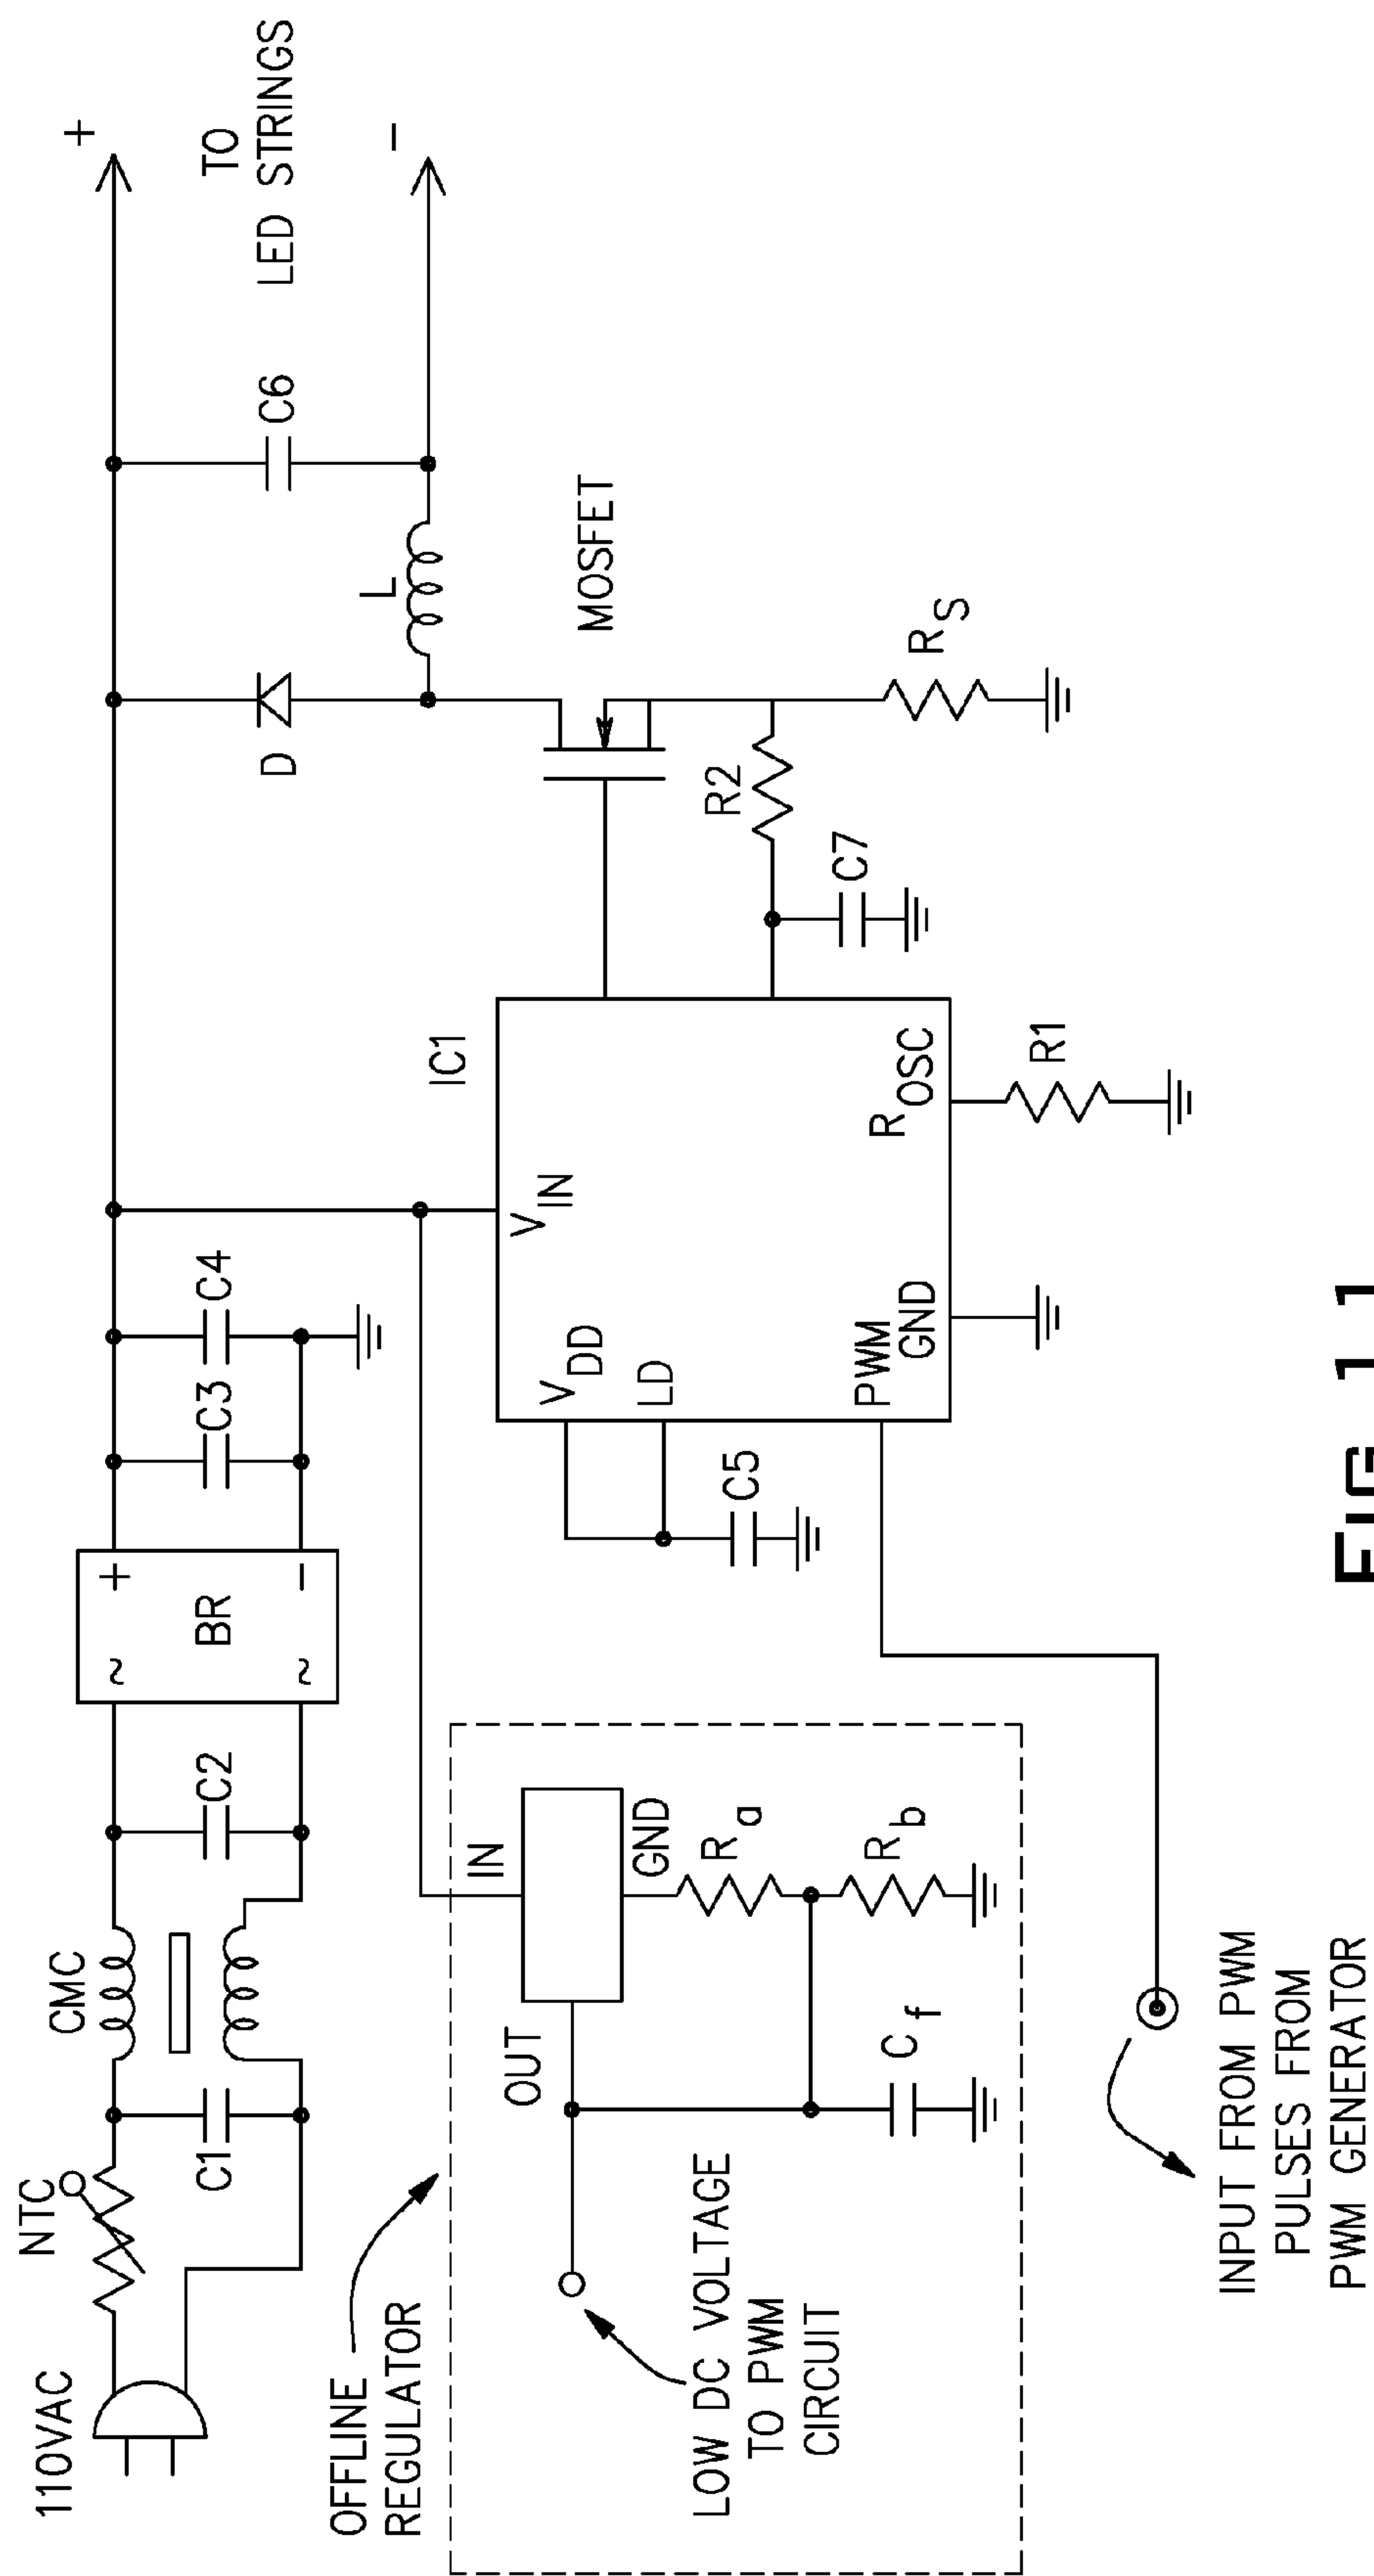 110VAC
NTC
C1
CMC
C2
~
~
BR
+
-
C3
C4
D
L
C6
+
TO
LED STRINGS
-
OFFLINE
REGULATOR
IN
OUT
GND
Ra
Rb
Cf
LOW DC VOLTAGE
TO PWM
CIRCUIT
IC1
VIN
VDD
LD
PWM
GND
ROSC
C5
R1
C7
R2
MOSFET
RS
INPUT FROM PWM
PULSES FROM
PWM GENERATOR